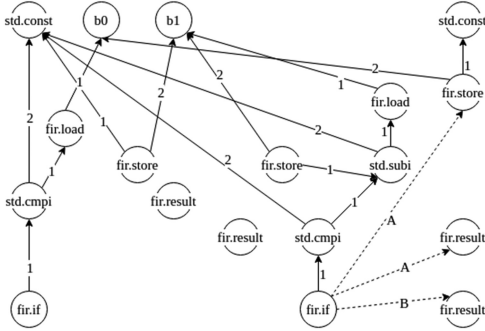 std.const b0 b1 std.const
2 1
1 2 1 fir.store
fir.load
2 fir.load
2 1 1
2 1
fir.store 2 fir.store 1 std.subi
1
std.cmpi fir.result 1
A
fir.result std.cmpi fir.result
1 1 A
B
fir.if fir.if fir.result